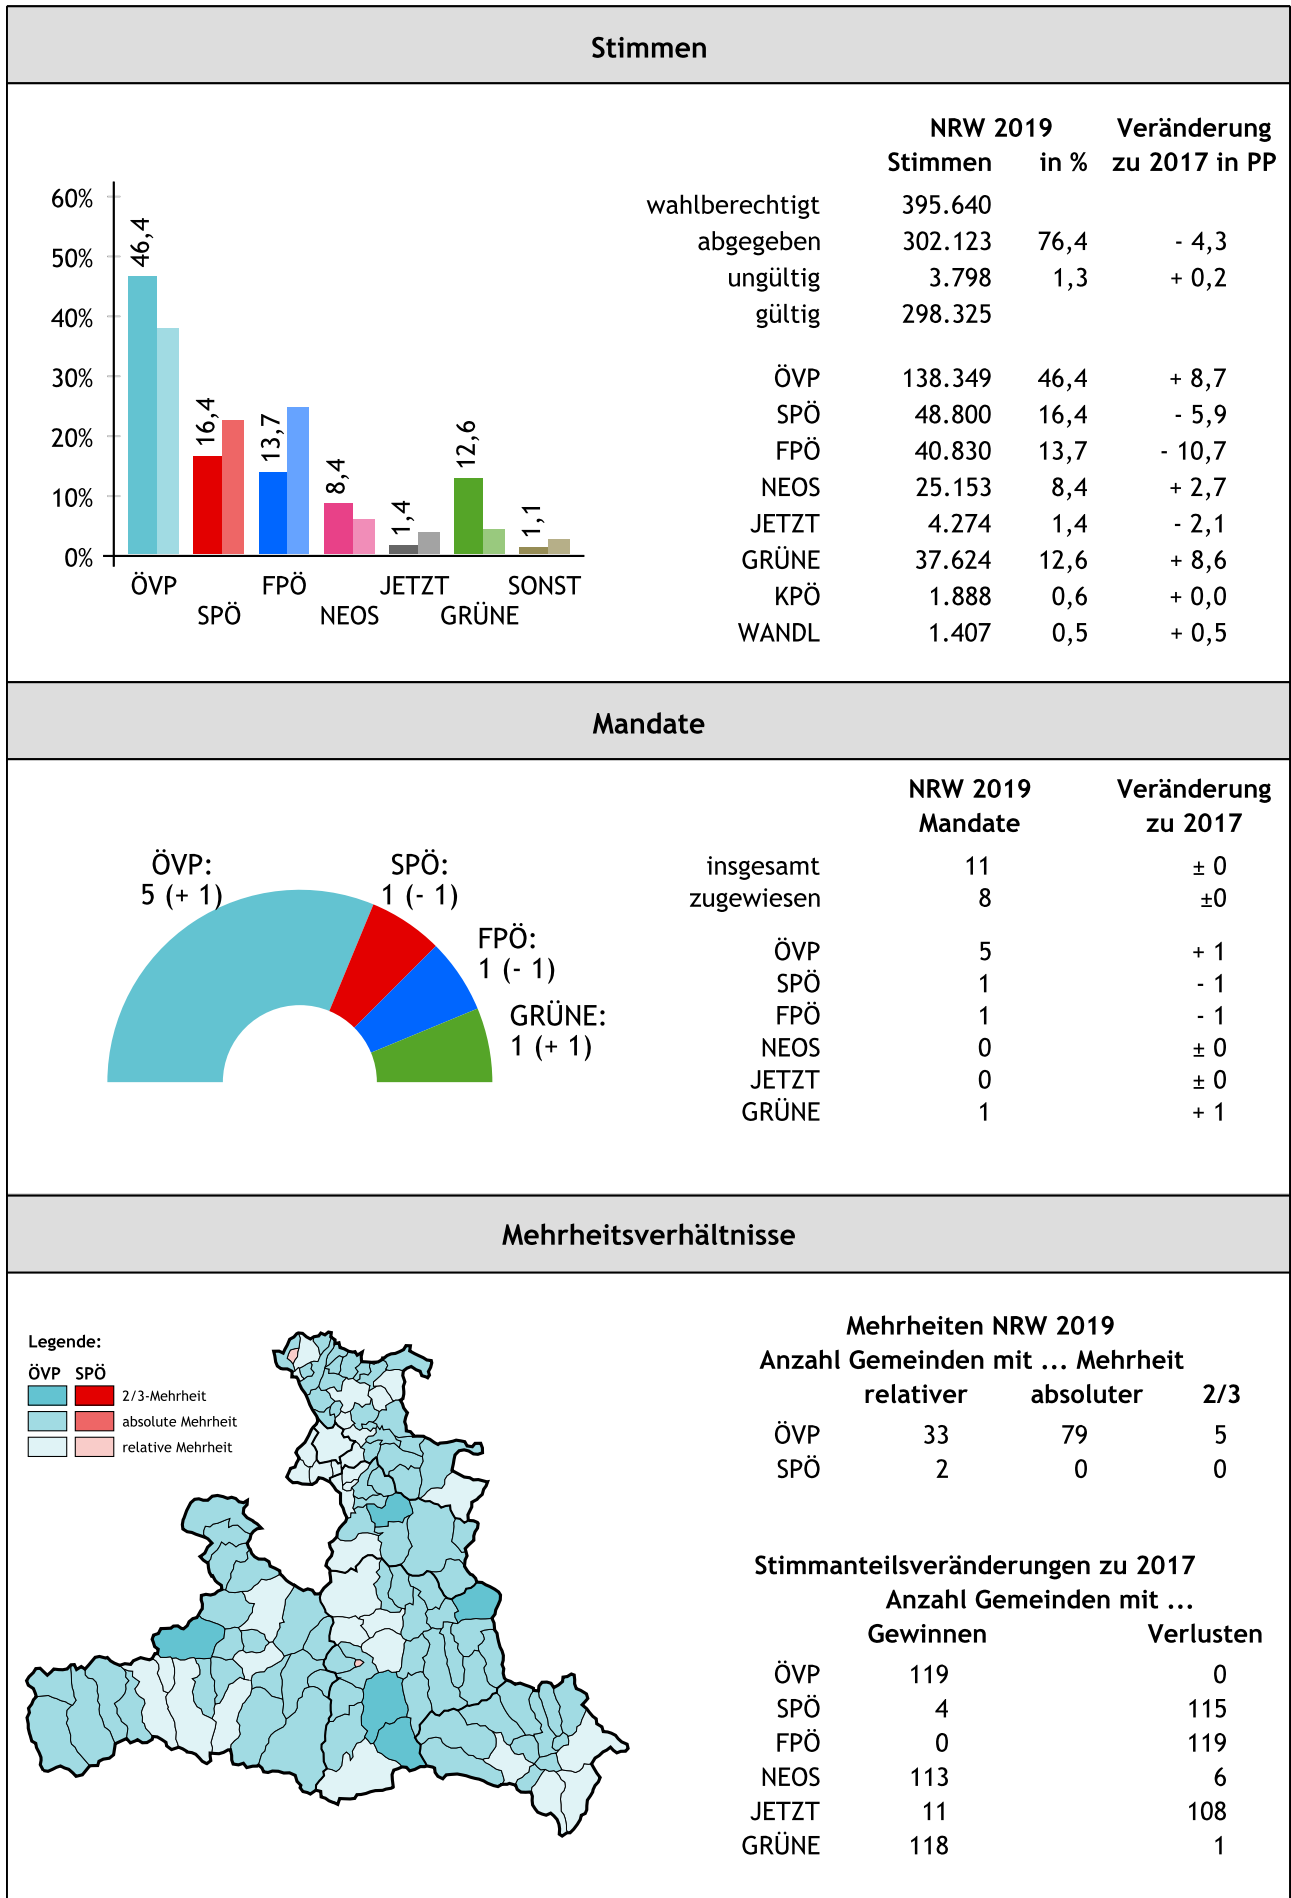 Stimmen
60%
50%
40%
30%
20%
10%
0%
46,4
16,4
13,7
8,4
1,4
12,6
1,1
ÖVP
SPÖ
FPÖ
NEOS
JETZT
GRÜNE
SONST
NRW 2019 Veränderung
Stimmen in % zu 2017 in PP
wahlberechtigt 395.640
abgegeben 302.123 76,4 - 4,3
ungültig 3.798 1,3 + 0,2
gültig 298.325
ÖVP 138.349 46,4 + 8,7
SPÖ 48.800 16,4 - 5,9
FPÖ 40.830 13,7 - 10,7
NEOS 25.153 8,4 + 2,7
JETZT 4.274 1,4 - 2,1
GRÜNE 37.624 12,6 + 8,6
KPÖ 1.888 0,6 + 0,0
WANDL 1.407 0,5 + 0,5
Mandate
ÖVP:
5 (+ 1)
SPÖ:
1 (- 1)
FPÖ:
1 (- 1)
GRÜNE:
1 (+ 1)
NRW 2019 Veränderung
Mandate zu 2017
insgesamt 11 ± 0
zugewiesen 8 ±0
ÖVP 5 + 1
SPÖ 1 - 1
FPÖ 1 - 1
NEOS 0 ± 0
JETZT 0 ± 0
GRÜNE 1 + 1
Mehrheitsverhältnisse
Legende:
ÖVP SPÖ
2/3-Mehrheit
absolute Mehrheit
relative Mehrheit
Mehrheiten NRW 2019
Anzahl Gemeinden mit ... Mehrheit
relativer absoluter 2/3
ÖVP 33 79 5
SPÖ 2 0 0
Stimmanteilsveränderungen zu 2017
Anzahl Gemeinden mit ...
Gewinnen Verlusten
ÖVP 119 0
SPÖ 4 115
FPÖ 0 119
NEOS 113 6
JETZT 11 108
GRÜNE 118 1